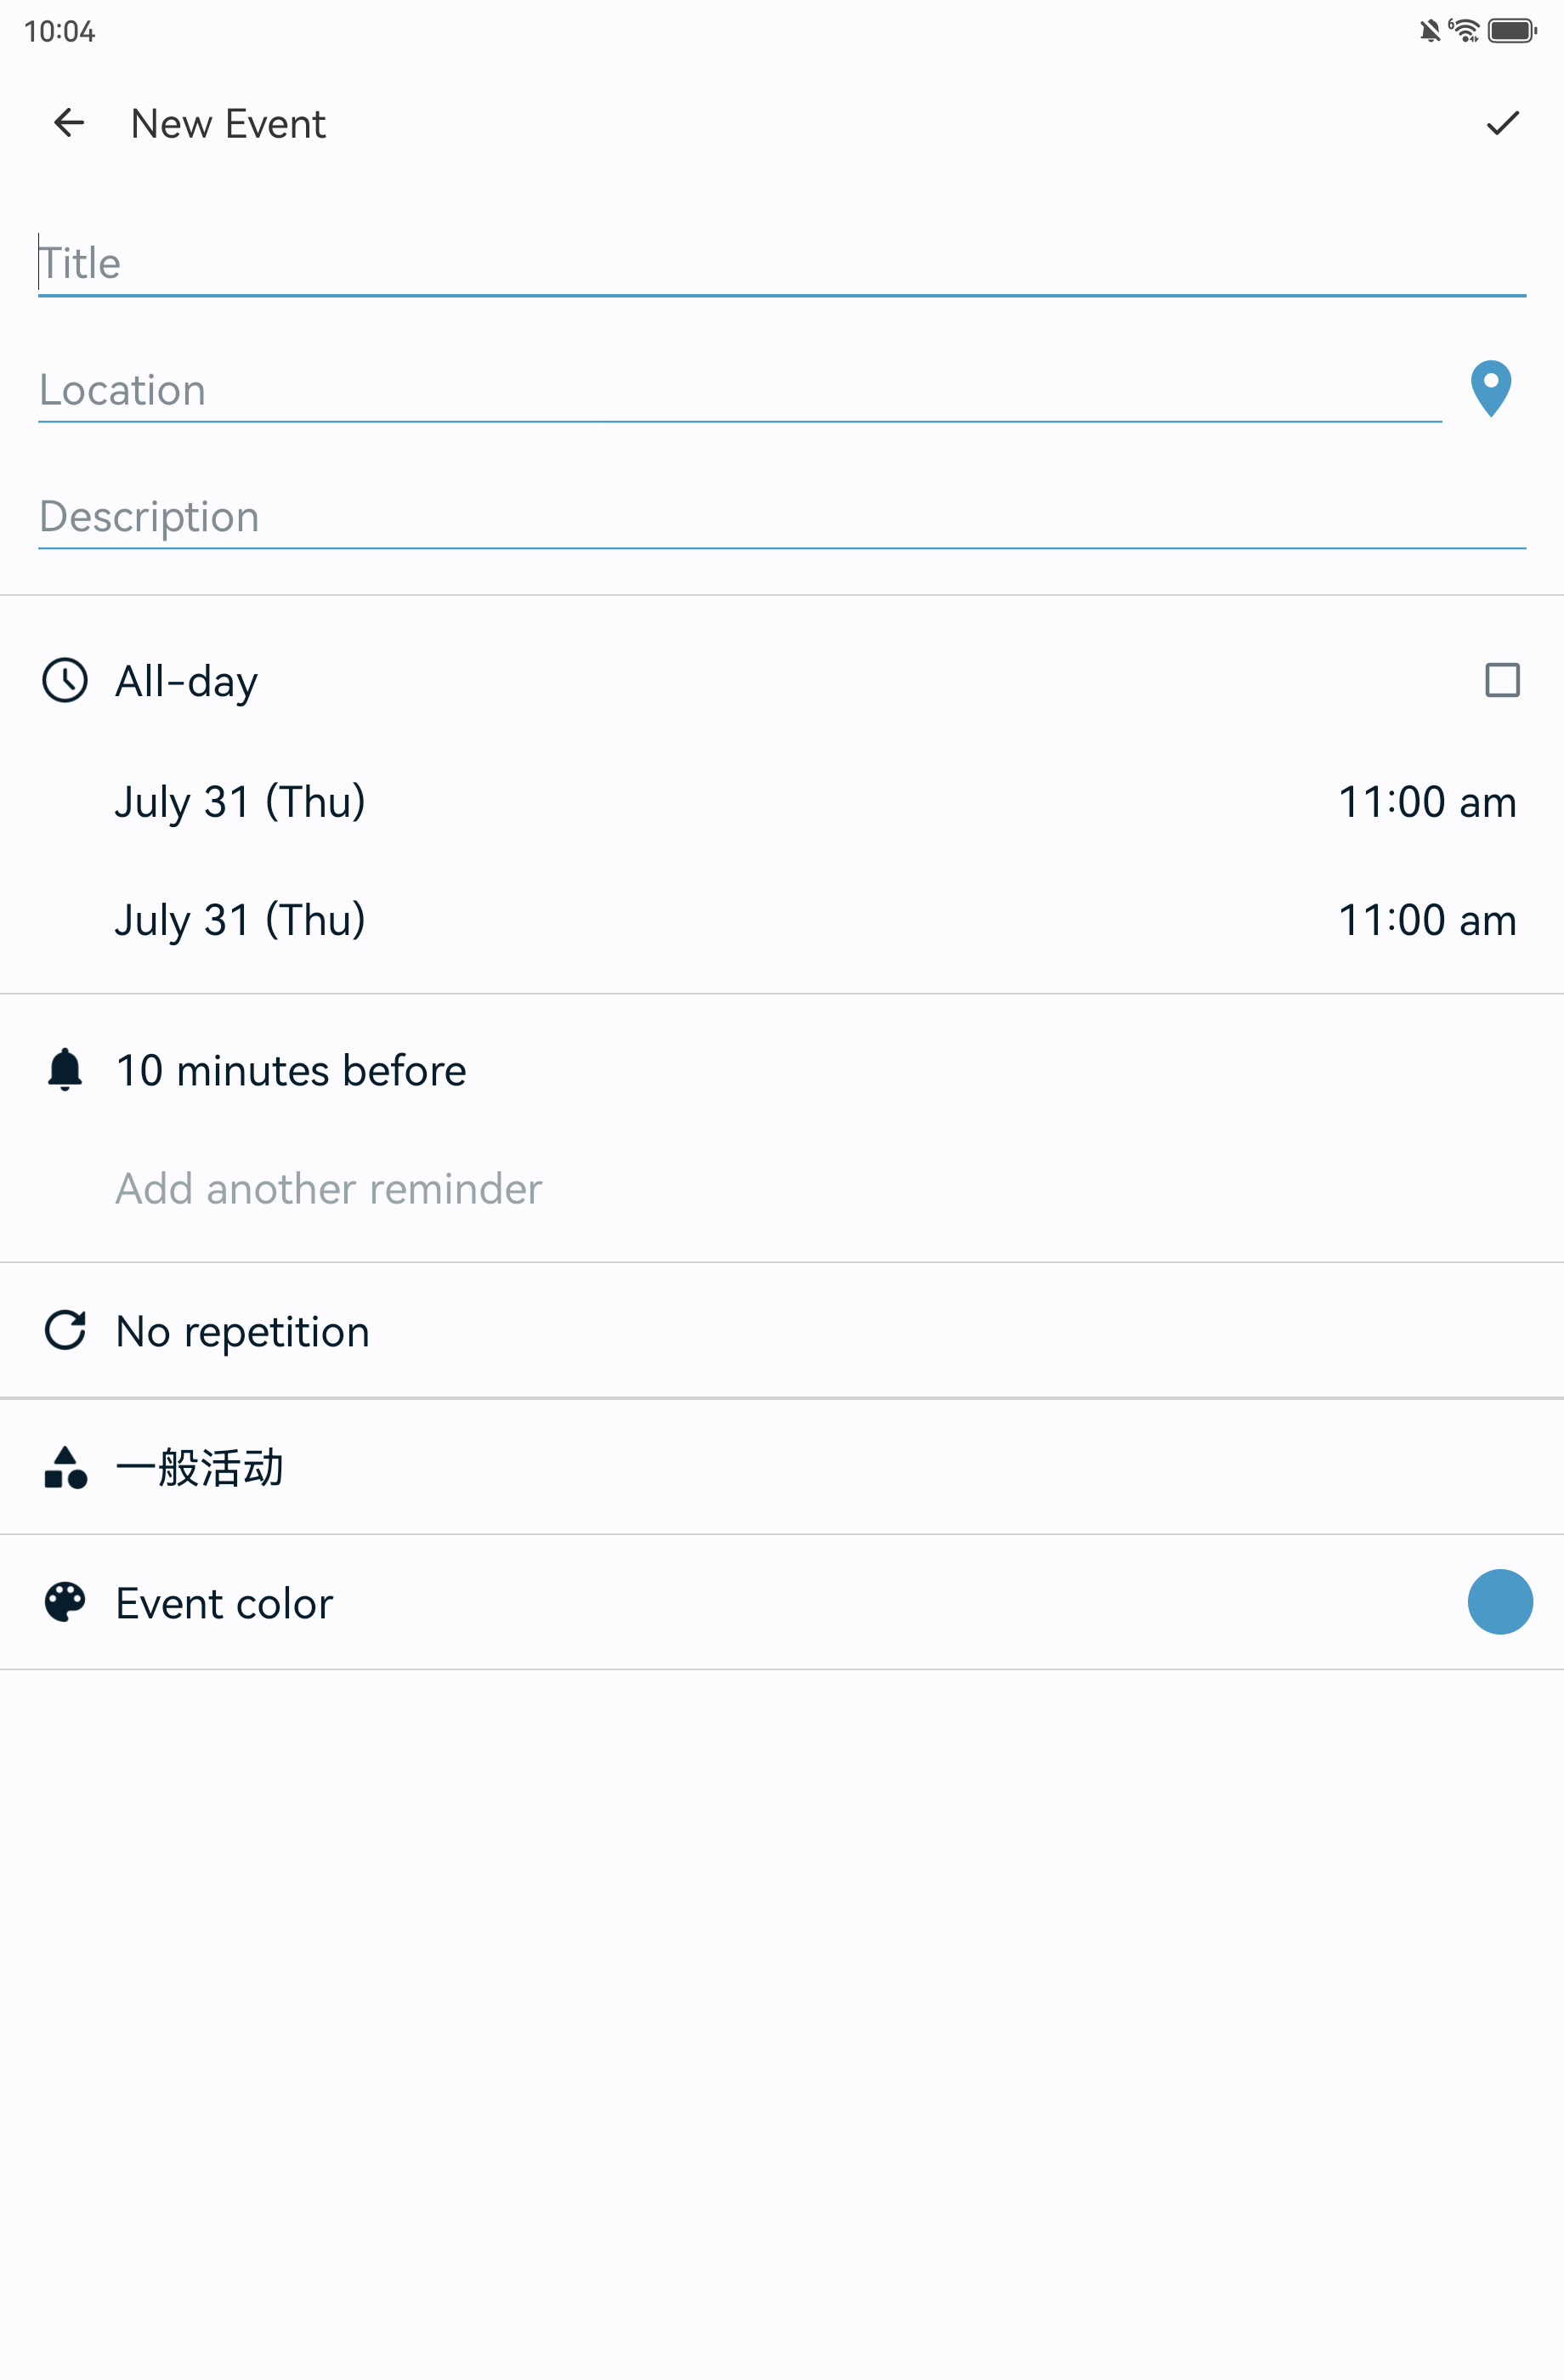 10:04
6
New Event
Title
Location
Description
All-day
July 31 (Thu)
11:00 am
July 31 (Thu)
11:00 am
10 minutes before
Add another reminder
No repetition
一般活动
Event color